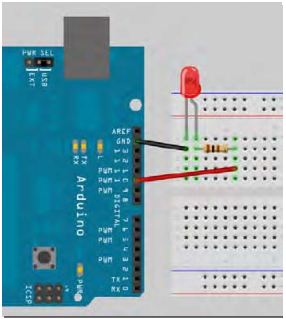 PWR SEL
EXT
USB
AREF
GND
13
12
RX
TX
L
PWM 11
PWM 10
PWM 9
8
Arduino
DIGITAL
7
PWM 6
PWM 5
4
PWM 3
2
TX 1
RX 0
PWR
ICSP
1